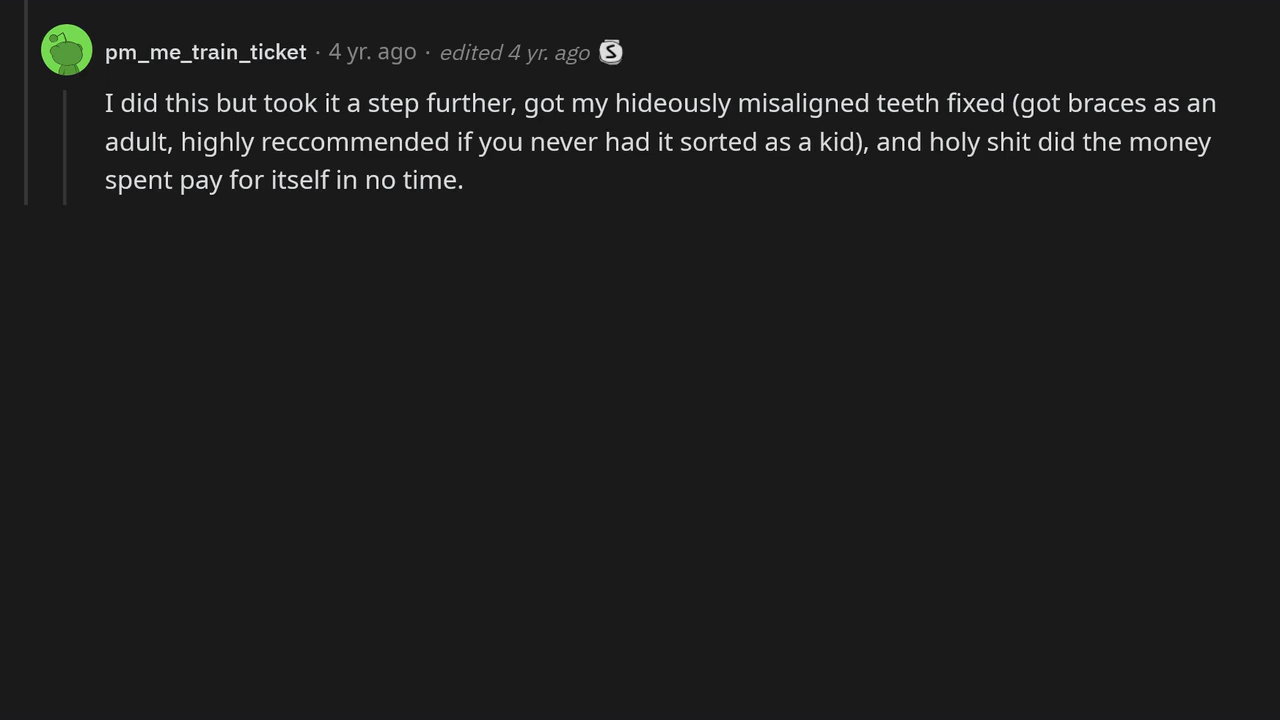 pm_me_train_ticket · 4 yr. ago · edited 4 yr. ago S
I did this but took it a step further, got my hideously misaligned teeth fixed (got braces as an
adult, highly reccommended if you never had it sorted as a kid), and holy shit did the money
spent pay for itself in no time.